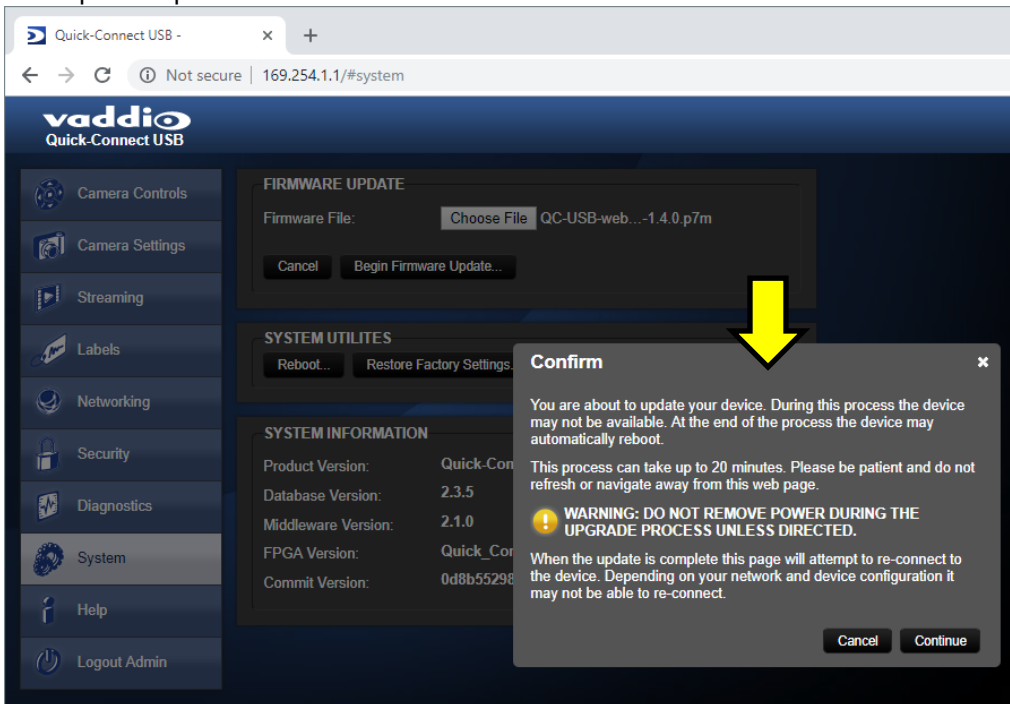 Quick-Connect USB -
Not secure | 169.254.1.1/#system
vaddio
Quick-Connect USB
Camera Controls
Camera Settings
Streaming
Labels
Networking
Security
Diagnostics
System
Help
Logout Admin
FIRMWARE UPDATE
Firmware File: Choose File QC-USB-web...-1.4.0.p7m
Cancel Begin Firmware Update...
SYSTEM UTILITES
Reboot... Restore Factory Settings.
SYSTEM INFORMATION
Product Version: Quick-Con
Database Version: 2.3.5
Middleware Version: 2.1.0
FPGA Version: Quick_Cor
Commit Version: 0d8b55298
Confirm
You are about to update your device. During this process the device
may not be available. At the end of the process the device may
automatically reboot.
This process can take up to 20 minutes. Please be patient and do not
refresh or navigate away from this web page.
WARNING: DO NOT REMOVE POWER DURING THE
UPGRADE PROCESS UNLESS DIRECTED.
When the update is complete this page will attempt to re-connect to
the device. Depending on your network and device configuration it
may not be able to re-connect.
Cancel Continue